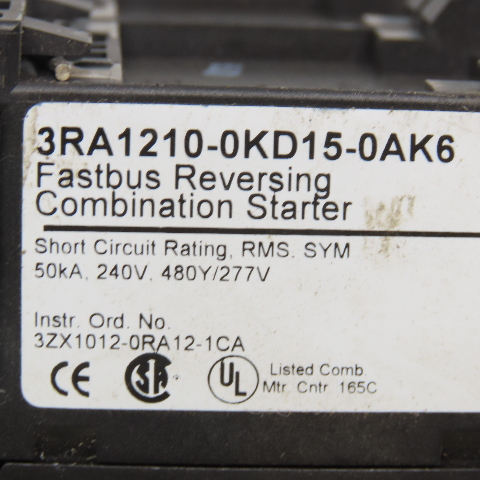 3RA1210-0KD15-0AK6
Fastbus Reversing
Combination Starter
Short Circuit Rating, RMS. SYM
50kA, 240V, 480Y/277V
Instr. Ord. No.
3ZX1012-0RA12-1CA
CE SA UL Listed Comb.
Mtr. Cntr 165C